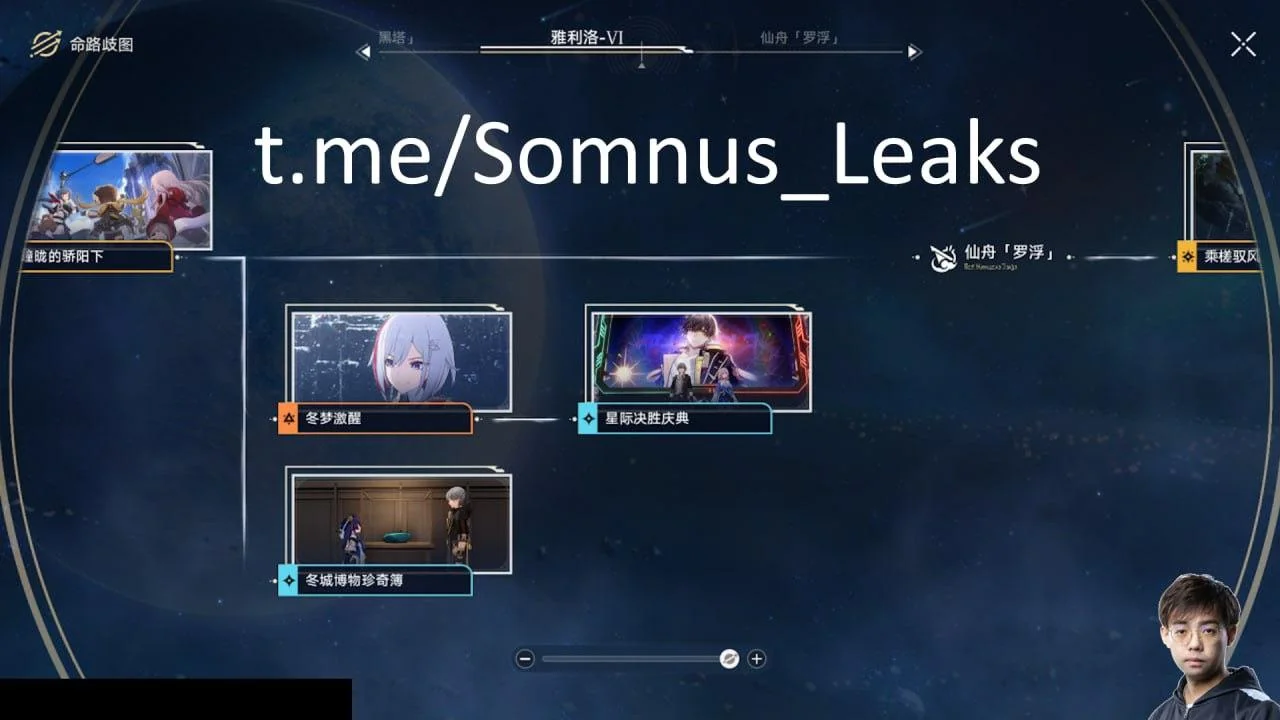 命路歧图
黑塔」
雅利洛-VI
仙舟「罗浮」
t.me/Somnus_Leaks
胧的骄阳下
仙舟「罗浮」
乘槎驭风
冬梦激醒
星际决胜庆典
冬城博物珍奇簿